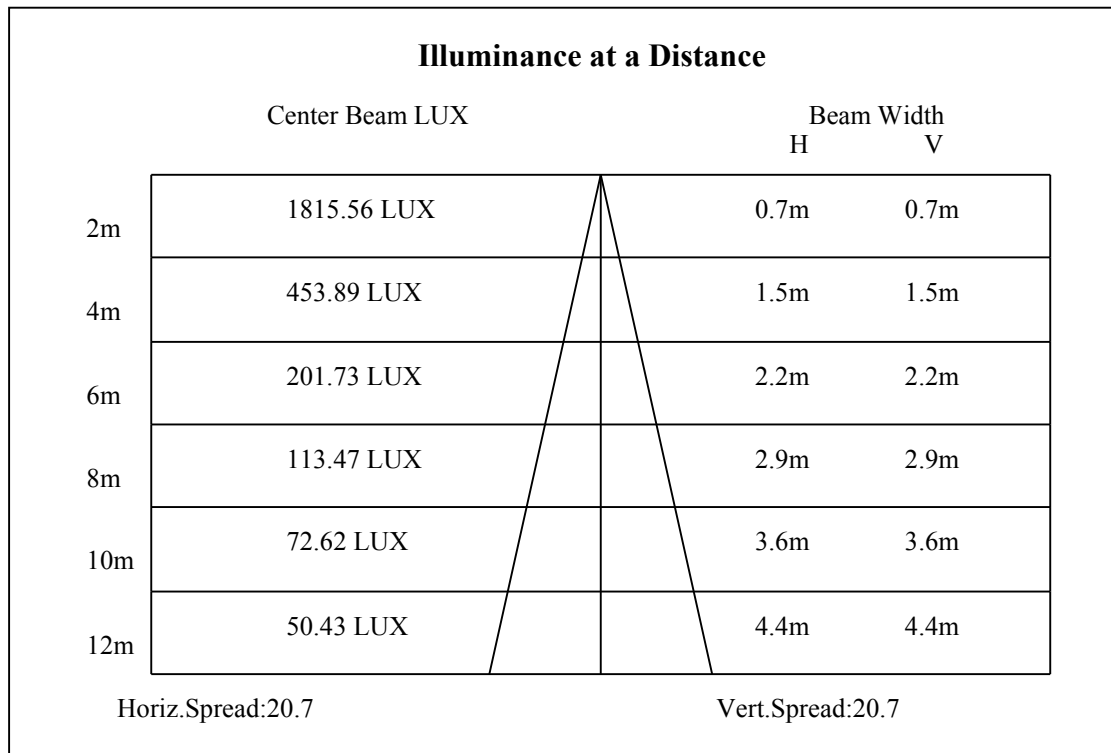 Illuminance at a Distance
Center Beam LUX Beam Width
H V
2m 1815.56 LUX 0.7m 0.7m
4m 453.89 LUX 1.5m 1.5m
6m 201.73 LUX 2.2m 2.2m
8m 113.47 LUX 2.9m 2.9m
10m 72.62 LUX 3.6m 3.6m
12m 50.43 LUX 4.4m 4.4m
Horiz.Spread:20.7 Vert.Spread:20.7